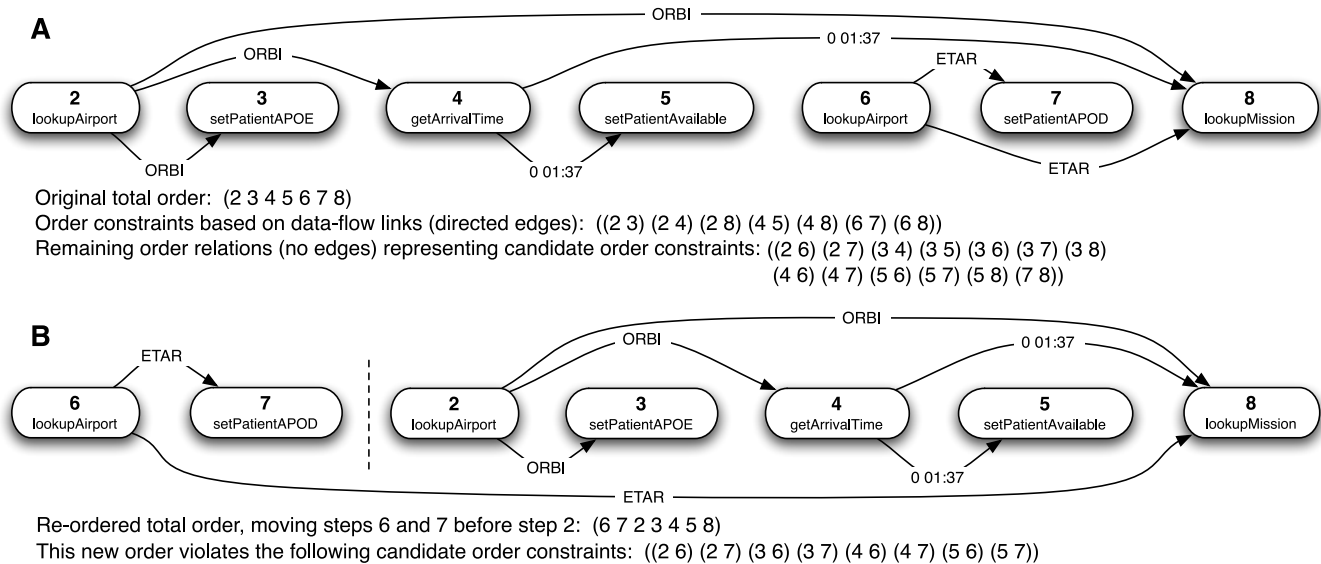 A
ORBI
0 01:37
ORBI
ETAR
2
lookupAirport
3
setPatientAPOE
4
getArrivalTime
5
setPatientAvailable
6
lookupAirport
7
setPatientAPOD
8
lookupMission
ORBI
0 01:37
ETAR
Original total order: (2 3 4 5 6 7 8)
Order constraints based on data-flow links (directed edges): ((2 3) (2 4) (2 8) (4 5) (4 8) (6 7) (6 8))
Remaining order relations (no edges) representing candidate order constraints: ((2 6) (2 7) (3 4) (3 5) (3 6) (3 7) (3 8)
(4 6) (4 7) (5 6) (5 7) (5 8) (7 8))
B
ORBI
ORBI
0 01:37
ETAR
6
lookupAirport
7
setPatientAPOD
2
lookupAirport
3
setPatientAPOE
4
getArrivalTime
5
setPatientAvailable
8
lookupMission
ORBI
0 01:37
ETAR
Re-ordered total order, moving steps 6 and 7 before step 2: (6 7 2 3 4 5 8)
This new order violates the following candidate order constraints: ((2 6) (2 7) (3 6) (3 7) (4 6) (4 7) (5 6) (5 7))